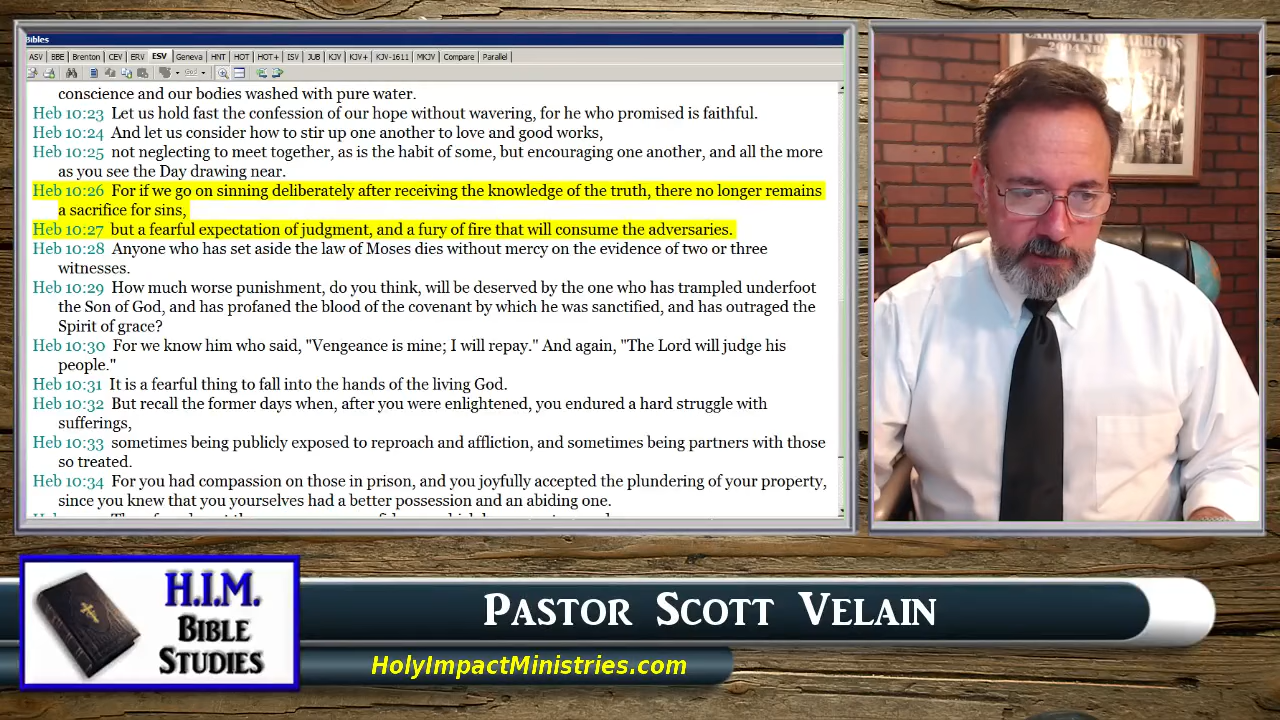 Bibles
ASV BBE Brenton CEV ERV ESV Geneva HNT HOT HOT+ ISV JUB KJV KJV+ KJV-1611 MKJV Compare Parallel
conscience and our bodies washed with pure water.
Heb 10:23 Let us hold fast the confession of our hope without wavering, for he who promised is faithful.
Heb 10:24 And let us consider how to stir up one another to love and good works,
Heb 10:25 not neglecting to meet together, as is the habit of some, but encouraging one another, and all the more
as you see the Day drawing near.
Heb 10:26 For if we go on sinning deliberately after receiving the knowledge of the truth, there no longer remains
a sacrifice for sins,
Heb 10:27 but a fearful expectation of judgment, and a fury of fire that will consume the adversaries.
Heb 10:28 Anyone who has set aside the law of Moses dies without mercy on the evidence of two or three
witnesses.
Heb 10:29 How much worse punishment, do you think, will be deserved by the one who has trampled underfoot
the Son of God, and has profaned the blood of the covenant by which he was sanctified, and has outraged the
Spirit of grace?
Heb 10:30 For we know him who said, "Vengeance is mine; I will repay." And again, "The Lord will judge his
people."
Heb 10:31 It is a fearful thing to fall into the hands of the living God.
Heb 10:32 But recall the former days when, after you were enlightened, you endured a hard struggle with
sufferings,
Heb 10:33 sometimes being publicly exposed to reproach and affliction, and sometimes being partners with those
so treated.
Heb 10:34 For you had compassion on those in prison, and you joyfully accepted the plundering of your property,
since you knew that you yourselves had a better possession and an abiding one.
CARROLLTON WARRIORS
H.I.M.
BIBLE
STUDIES
PASTOR SCOTT VELAIN
HolyImpactMinistries.com